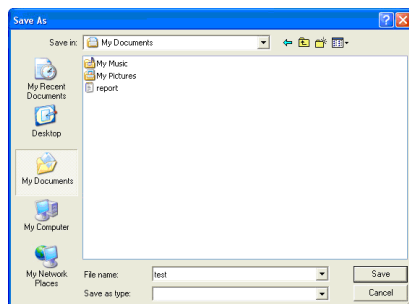 Save As
Save in: My Documents
My Recent
Documents
Desktop
My Documents
My Computer
My Network
Places
My Music
My Pictures
report
File name: test
Save
Save as type:
Cancel